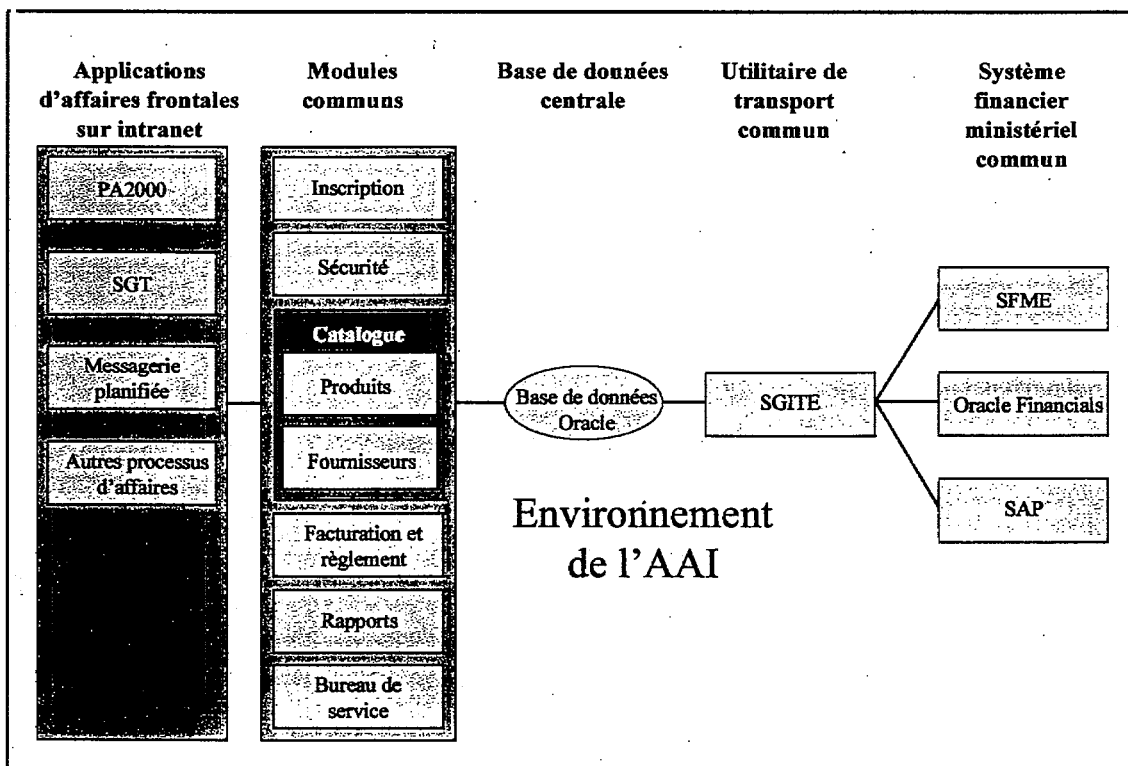 Applications
d'affaires frontales
sur intranet
Modules
communs
Base de données
centrale
Utilitaire de
transport
commun
Système
financier
ministériel
commun
PA2000
SGT
Messagerie
planifiée
Autres processus
d'affaires
Inscription
Sécurité
Catalogue
Produits
Fournisseurs
Facturation et
règlement
Rapports
Bureau de
service
Base de données
Oracle
SGITE
SFME
Oracle Financials
SAP
Environnement
de l'AAI